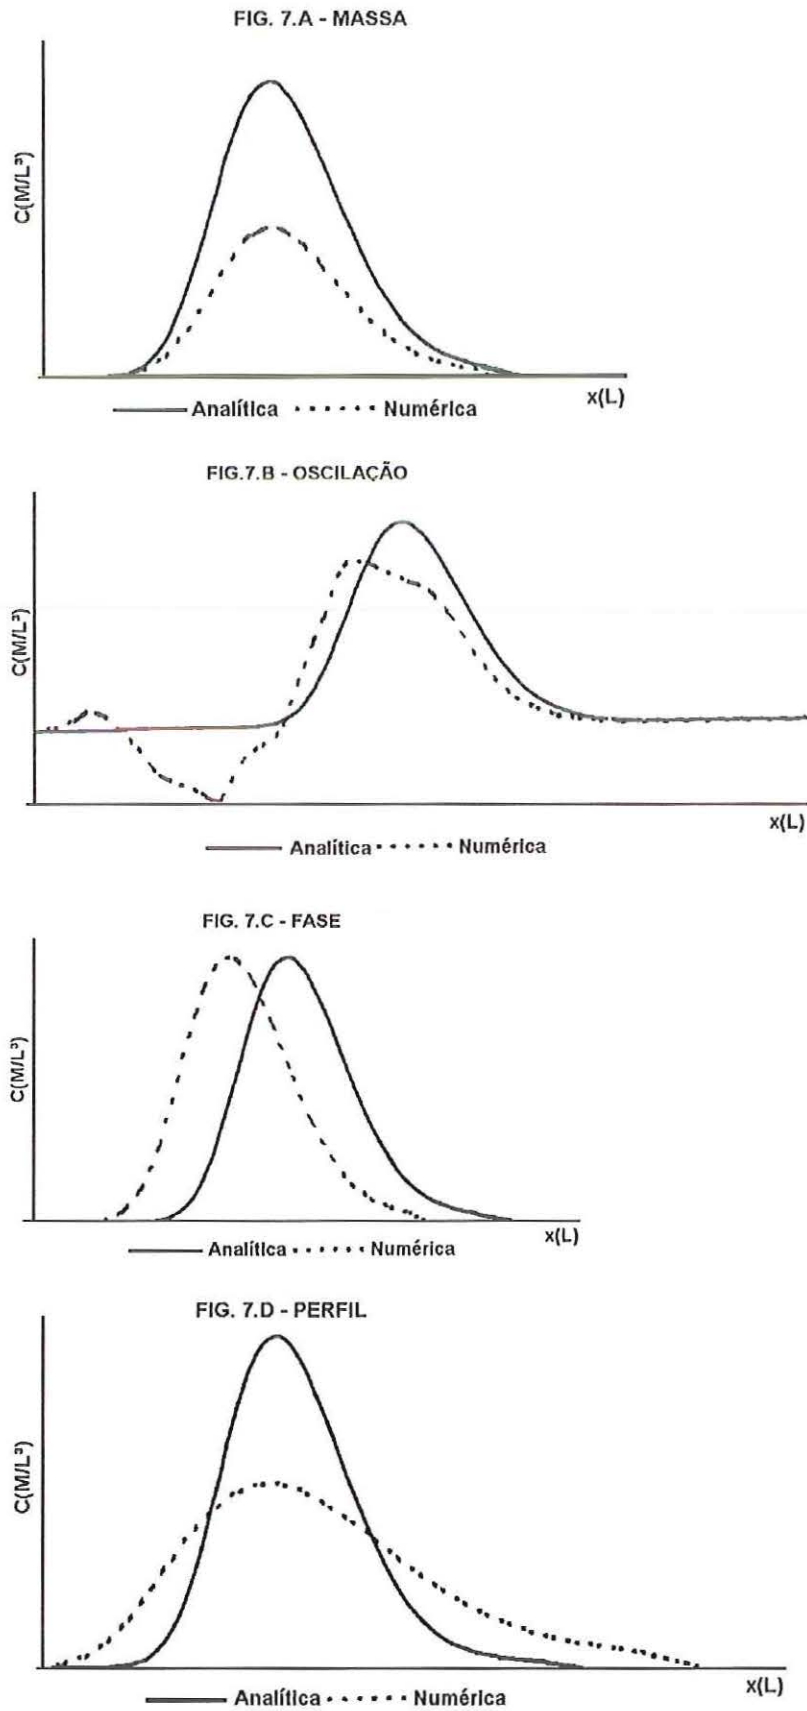 FIG. 7.A - MASSA
C(M/L³)
x(L)
Analítica Numérica
FIG.7.B - OSCILAÇÃO
C(M/L³)
x(L)
Analítica Numérica
FIG. 7.C - FASE
C(M/L³)
x(L)
Analítica Numérica
FIG. 7.D - PERFIL
C(M/L³)
x(L)
Analítica Numérica